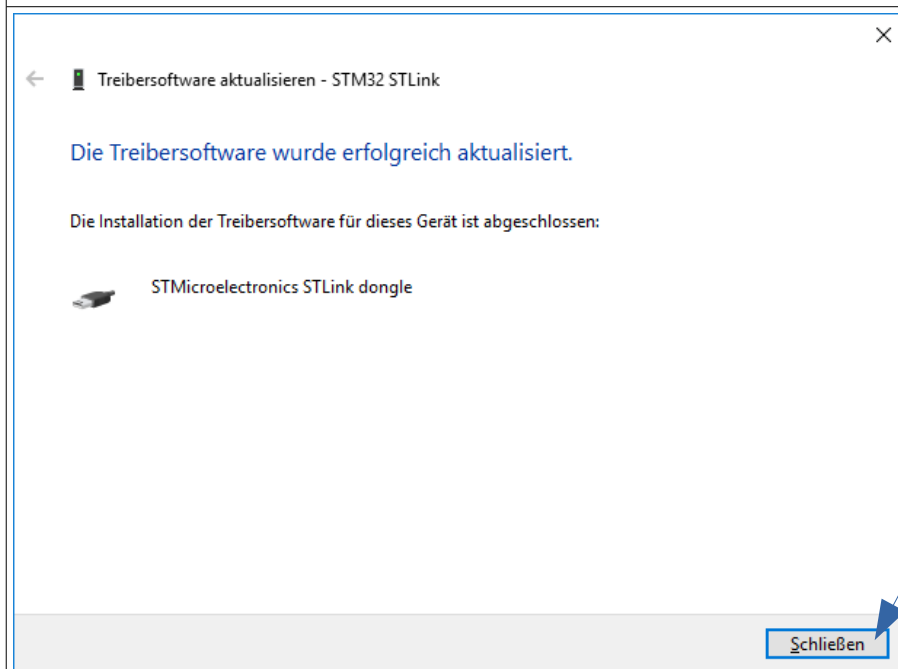 Treibersoftware aktualisieren - STM32 STLink
Die Treibersoftware wurde erfolgreich aktualisiert.
Die Installation der Treibersoftware für dieses Gerät ist abgeschlossen:
STMicroelectronics STLink dongle
Schließen